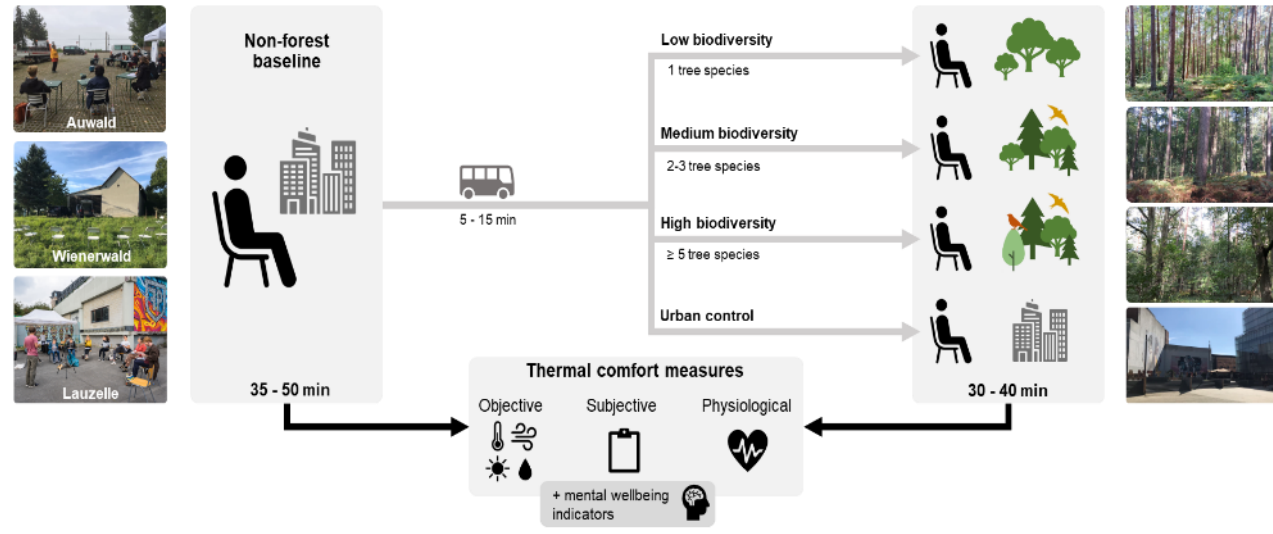 Auwald
Wienerwald
Lauzelle
Non-forest
baseline
35 - 50 min
5 - 15 min
Low biodiversity
1 tree species
Medium biodiversity
2-3 tree species
High biodiversity
≥ 5 tree species
Urban control
30 - 40 min
Thermal comfort measures
Objective
Subjective
Physiological
+ mental wellbeing
indicators